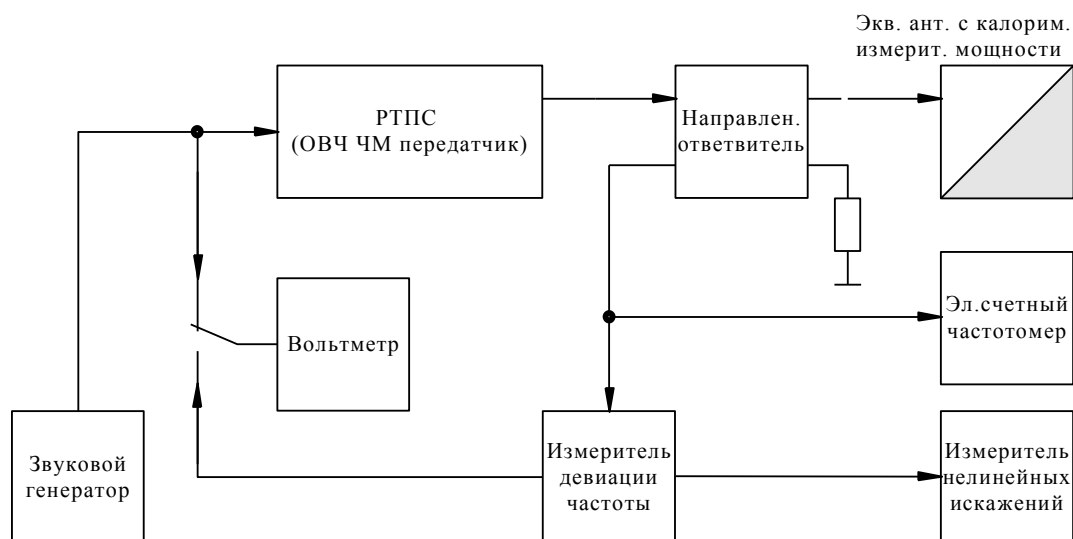 Экв. ант. с калорим.
измерит. мощности
РТПС
(ОВЧ ЧМ передатчик)
Направлен.
ответвитель
Вольтметр
Эл.счетный
частотомер
Звуковой
генератор
Измеритель
девиации
частоты
Измеритель
нелинейных
искажений